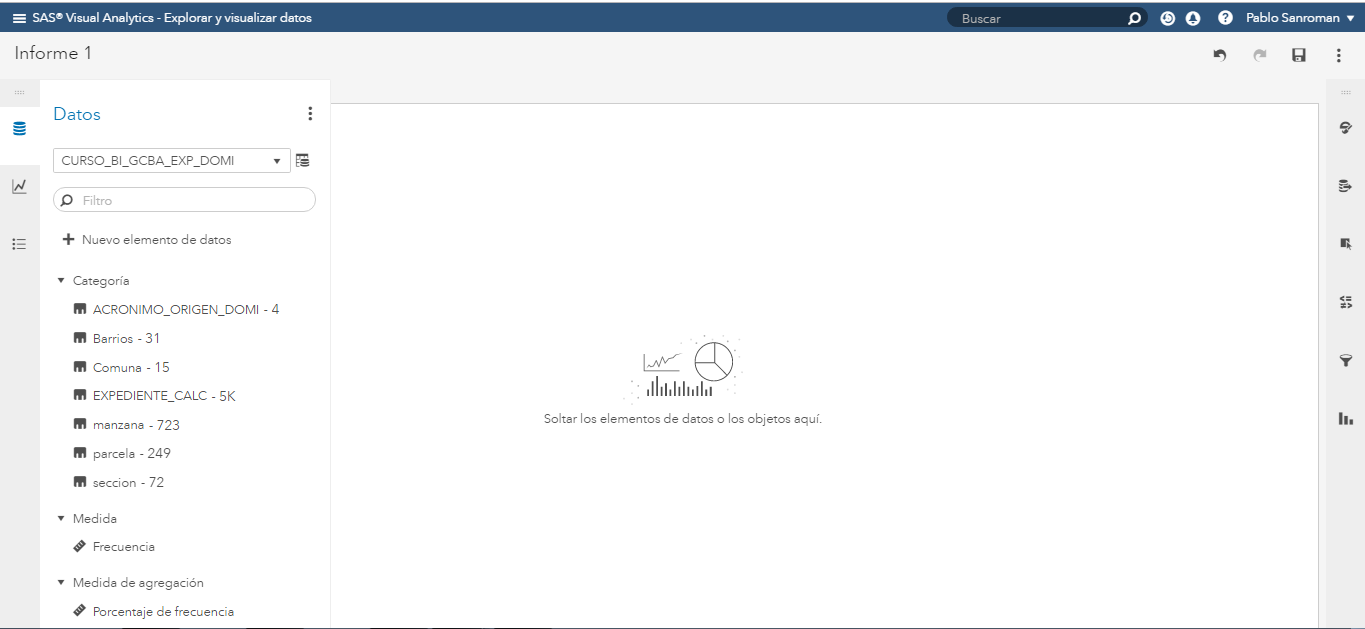 SAS® Visual Analytics - Explorar y visualizar datos
Buscar
Pablo Sanroman
Informe 1
Datos
CURSO_BI_GCBA_EXP_DOMI
Filtro
Nuevo elemento de datos
Categoría
ACRONIMO_ORIGEN_DOMI - 4
Barrios - 31
Comuna - 15
EXPEDIENTE_CALC - 5K
manzana - 723
parcela - 249
seccion - 72
Medida
Frecuencia
Medida de agregación
Porcentaje de frecuencia
Soltar los elementos de datos o los objetos aquí.